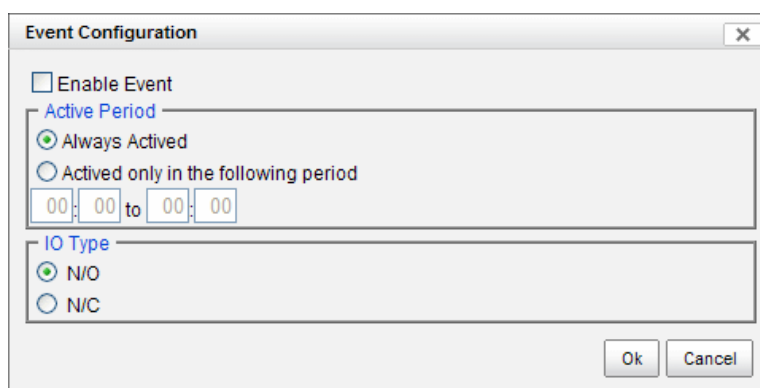 Event Configuration
Enable Event
Active Period
Always Actived
Actived only in the following period
00: 00 to 00: 00
IO Type
N/O
N/C
Ok Cancel